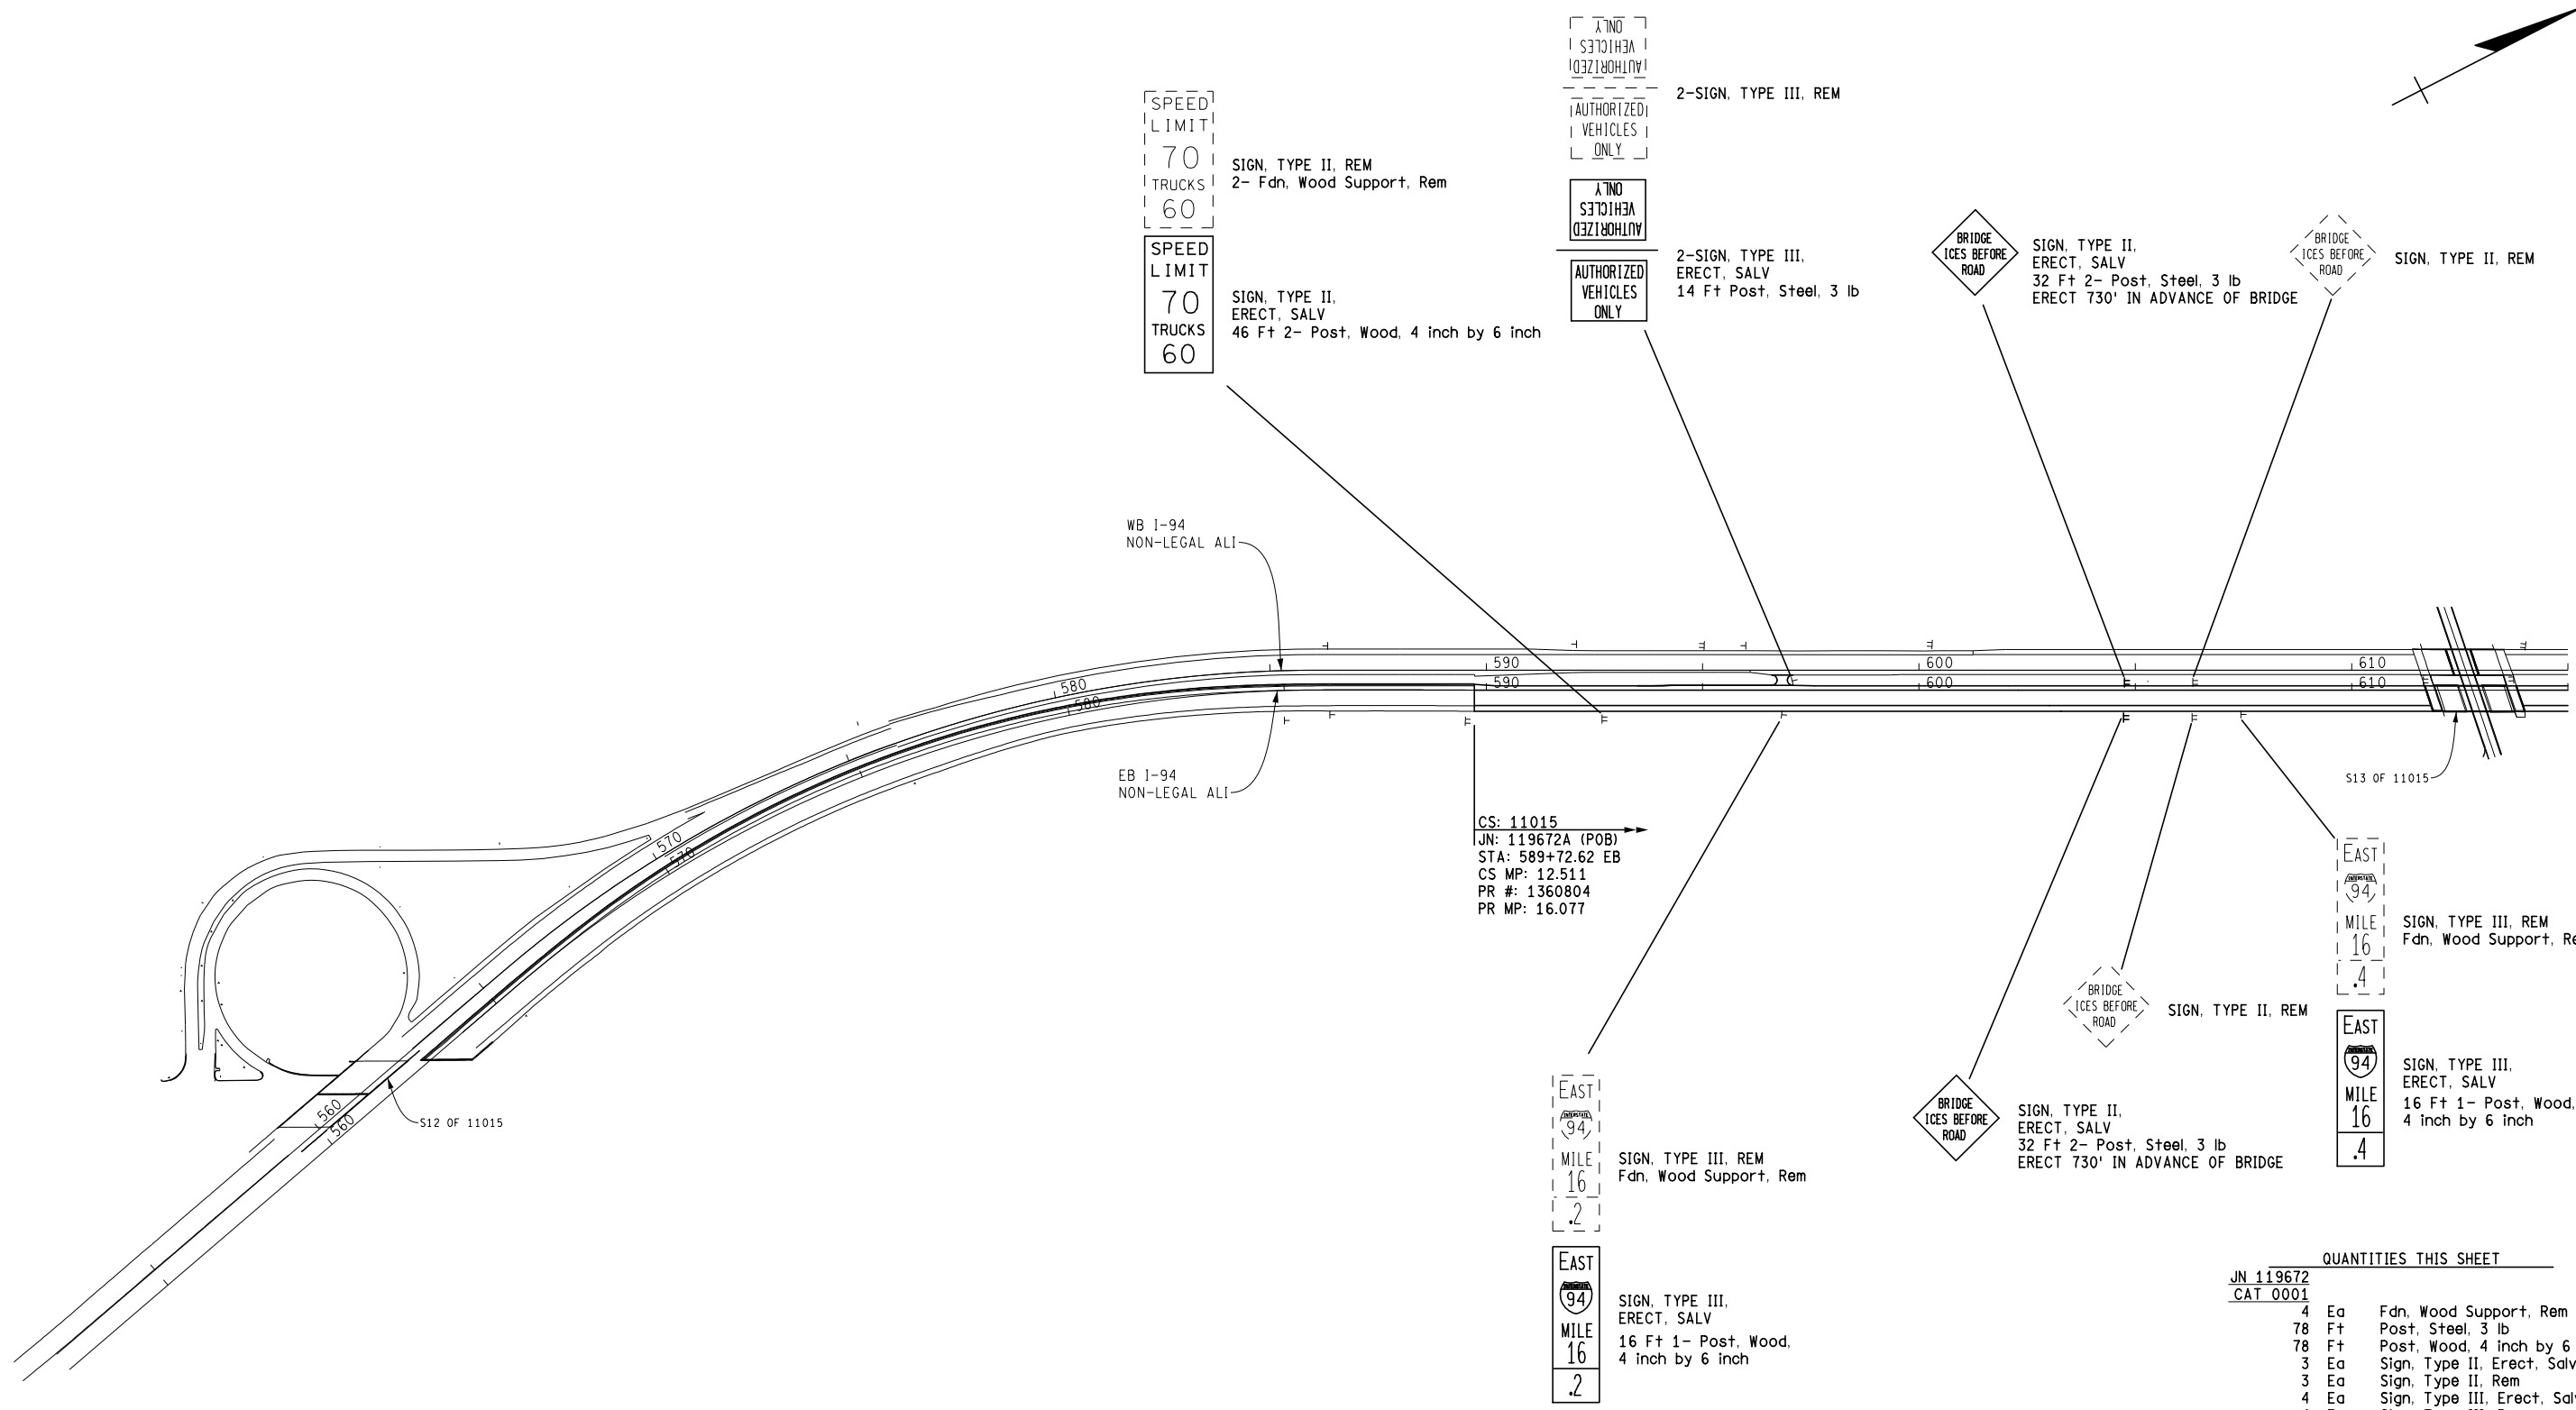 ONLY
VEHICLES
AUTHORIZED
AUTHORIZED
VEHICLES
ONLY
2-SIGN, TYPE III, REM
SPEED
LIMIT
70
TRUCKS
60
SIGN, TYPE II, REM
2- Fdn, Wood Support, Rem
SPEED
LIMIT
70
TRUCKS
60
SIGN, TYPE II,
ERECT, SALV
46 Ft 2- Post, Wood, 4 inch by 6 inch
ONLY
VEHICLES
AUTHORIZED
AUTHORIZED
VEHICLES
ONLY
2-SIGN, TYPE III,
ERECT, SALV
14 Ft Post, Steel, 3 lb
BRIDGE
ICES BEFORE
ROAD
SIGN, TYPE II,
ERECT, SALV
32 Ft 2- Post, Steel, 3 lb
ERECT 730' IN ADVANCE OF BRIDGE
BRIDGE
ICES BEFORE
ROAD
SIGN, TYPE II, REM
WB I-94
NON-LEGAL ALI
590
600
610
590
600
610
580
580
570
570
560
560
EB I-94
NON-LEGAL ALI
S12 OF 11015
S13 OF 11015
CS: 11015
JN: 119672A (POB)
STA: 589+72.62 EB
CS MP: 12.511
PR #: 1360804
PR MP: 16.077
EAST
INTERSTATE
94
MILE
16
.4
SIGN, TYPE III, REM
Fdn, Wood Support, Re
EAST
INTERSTATE
94
MILE
16
.4
SIGN, TYPE III,
ERECT, SALV
16 Ft 1- Post, Wood,
4 inch by 6 inch
BRIDGE
ICES BEFORE
ROAD
SIGN, TYPE II, REM
BRIDGE
ICES BEFORE
ROAD
SIGN, TYPE II,
ERECT, SALV
32 Ft 2- Post, Steel, 3 lb
ERECT 730' IN ADVANCE OF BRIDGE
EAST
INTERSTATE
94
MILE
16
.2
SIGN, TYPE III, REM
Fdn, Wood Support, Rem
EAST
INTERSTATE
94
MILE
16
.2
SIGN, TYPE III,
ERECT, SALV
16 Ft 1- Post, Wood,
4 inch by 6 inch
QUANTITIES THIS SHEET
JN 119672
CAT 0001
4 Ea Fdn, Wood Support, Rem
78 Ft Post, Steel, 3 lb
78 Ft Post, Wood, 4 inch by 6
3 Ea Sign, Type II, Erect, Salv
3 Ea Sign, Type II, Rem
4 Ea Sign, Type III, Erect, Sal